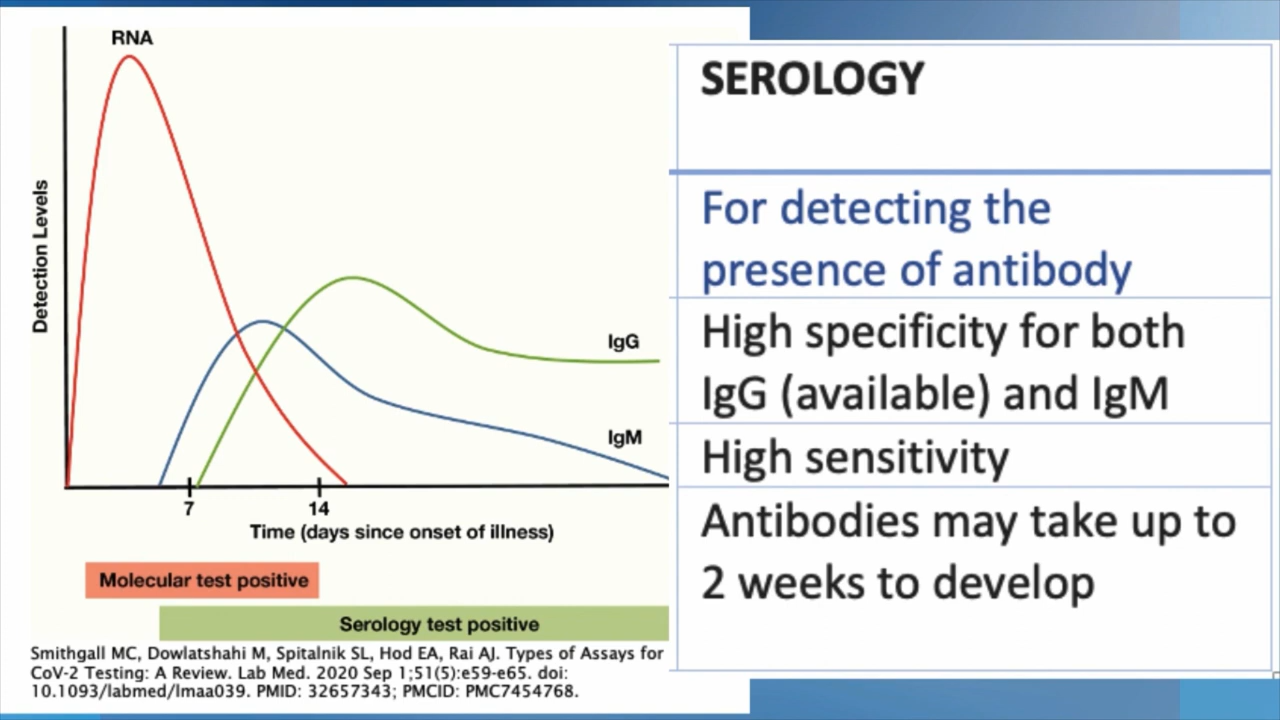 RNA
Detection Levels
IgG
IgM
7
14
Time (days since onset of illness)
Molecular test positive
Serology test positive
Smithgall MC, Dowlatshahi M, Spitalnik SL, Hod EA, Rai AJ. Types of Assays for
CoV-2 Testing: A Review. Lab Med. 2020 Sep 1;51(5):e59-e65. doi:
10.1093/labmed/lmaa039. PMID: 32657343; PMCID: PMC7454768.
SEROLOGY
For detecting the
presence of antibody
High specificity for both
IgG (available) and IgM
High sensitivity
Antibodies may take up to
2 weeks to develop